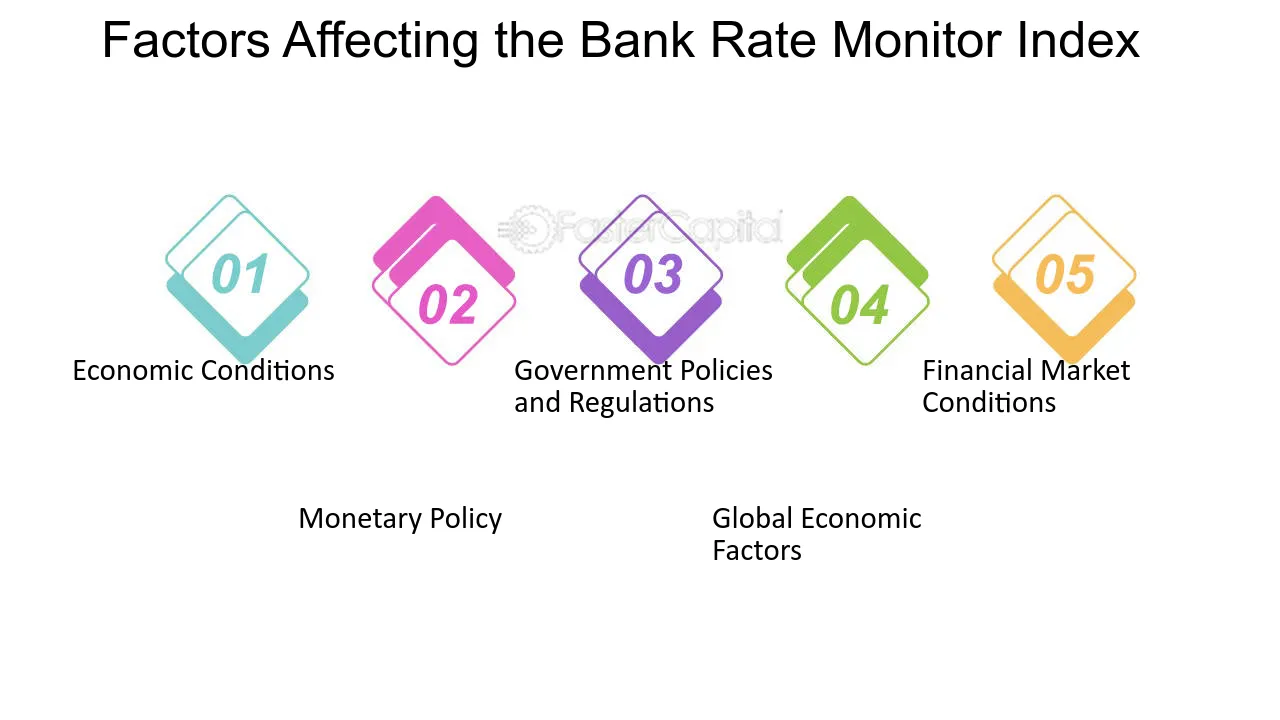 Factors Affecting the Bank Rate Monitor Index
FasterCapital
01
02
03
04
05
Economic Conditions
Government Policies
and Regulations
Financial Market
Conditions
Monetary Policy
Global Economic
Factors